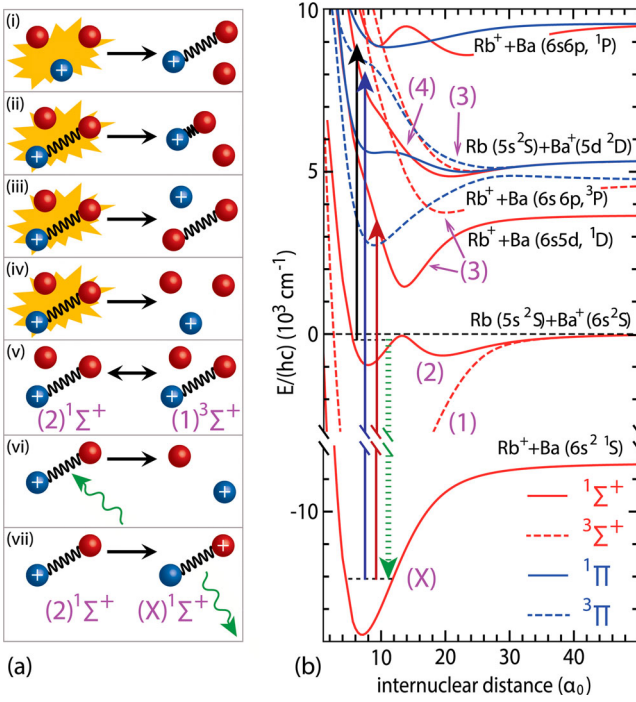 (i)
+
+
(ii)
+
+
(iii)
+
+
(iv)
+
+
(v)
+
+
(2)¹Σ⁺
(1)³Σ⁺
(vi)
+
+
(vii)
+
+
(2)¹Σ⁺
(X)¹Σ⁺
(a)
10
5
0
-10
E/(hc) (10³ cm⁻¹)
Rb⁺+Ba (6s6p, ¹P)
(4)
(3)
Rb (5s ²S)+Ba⁺(5d ²D)
Rb⁺+Ba (6s 6p, ³P)
Rb⁺+Ba (6s5d, ¹D)
(3)
Rb (5s ²S)+Ba⁺(6s ²S)
(2)
(1)
Rb⁺+Ba (6s² ¹S)
¹Σ⁺
³Σ⁺
¹Π
³Π
(X)
10
20
30
40
(b)
internuclear distance (α₀)